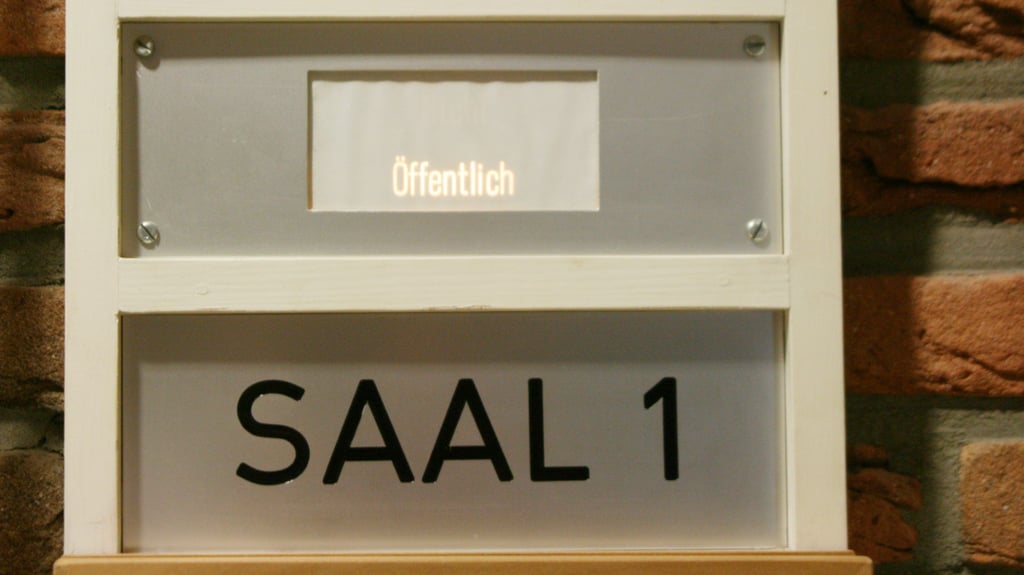 Öffentlich
SAAL 1